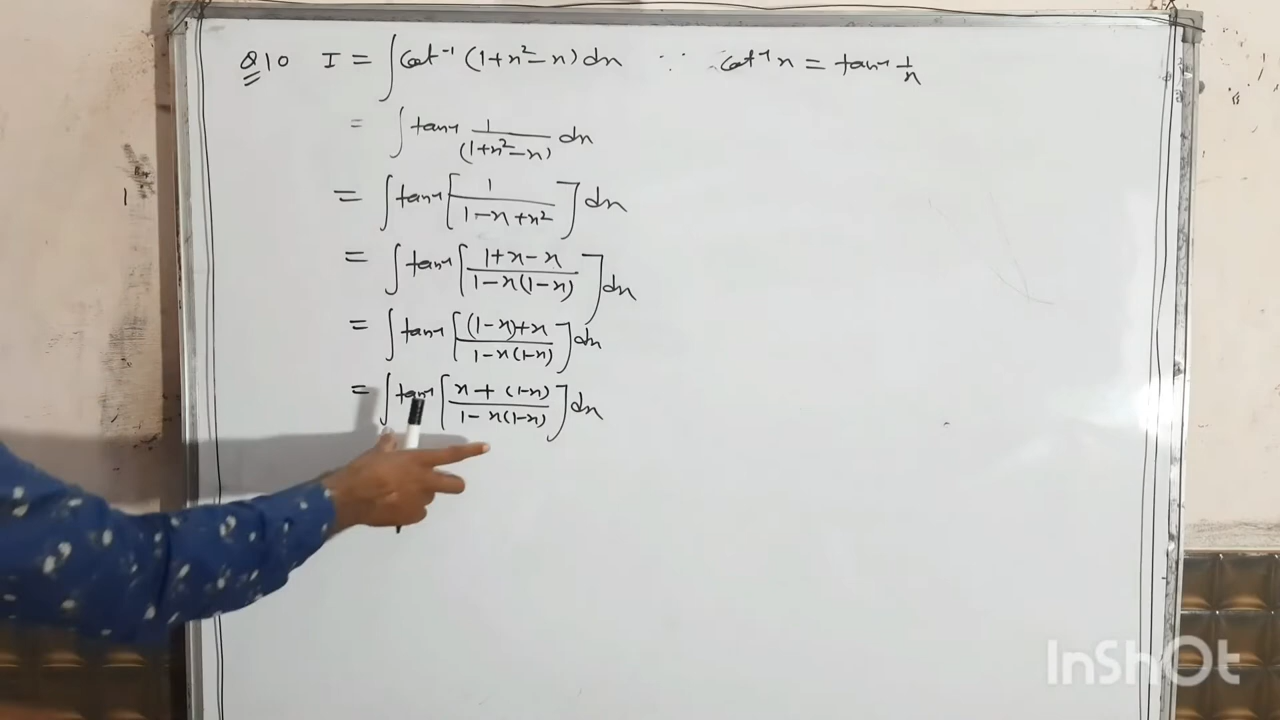 Q10 I = ∫cot⁻¹ (1+x²-x) dx ∵ cot⁻¹x = tan⁻¹ 1/x
= ∫ tan⁻¹ 1/(1+x²-x) dx
= ∫ tan⁻¹ [1/(1-x+x²)] dx
= ∫ tan⁻¹ [(1+x-x)/(1-x(1-x))] dx
= ∫ tan⁻¹ [((1-x)+x)/(1-x(1-x))] dx
= ∫ tan⁻¹ [(x+(1-x))/(1-x(1-x))] dx
InShOt